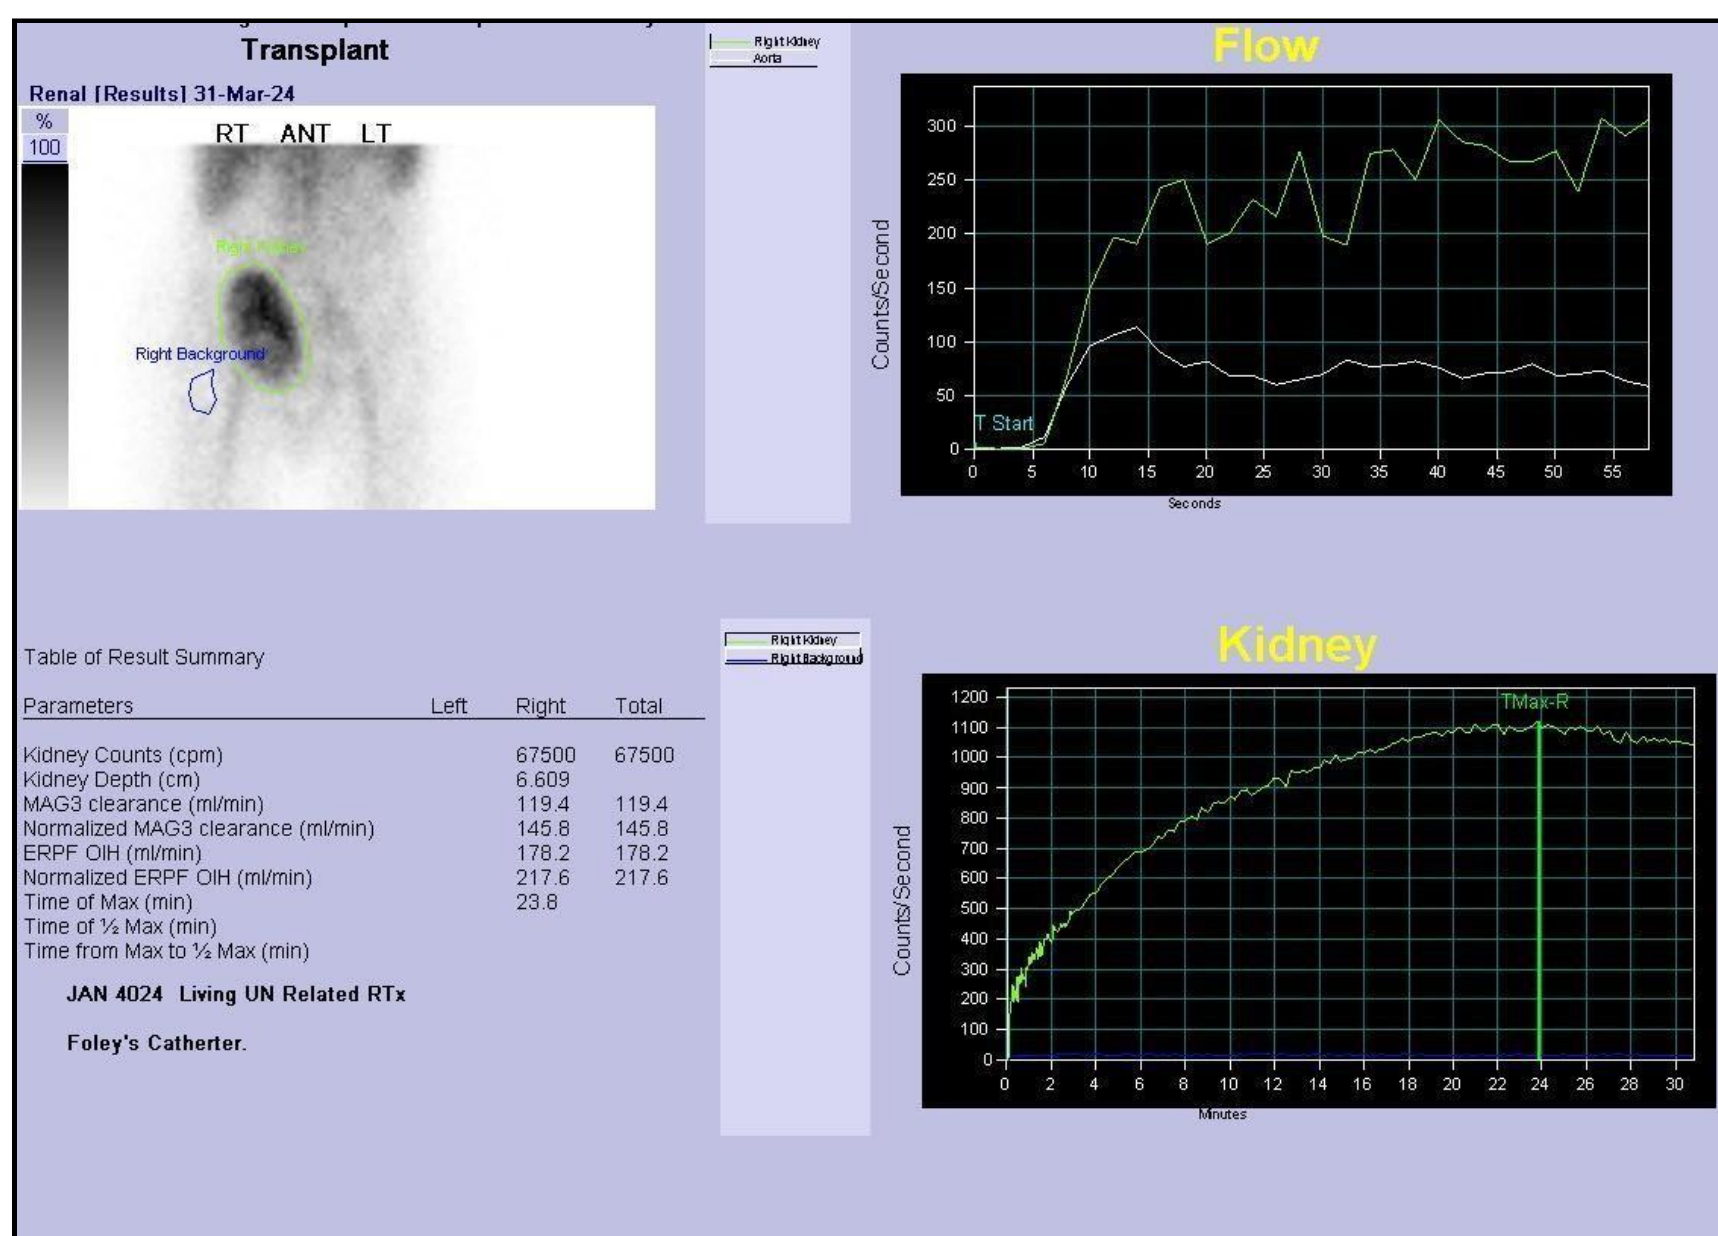 Transplant
Renal [Results] 31-Mar-24
%
100
RT ANT LT
Right Kidney
Right Background
Right Kidney
Aorta
Flow
300
250
200
150
100
50
0
Counts/Second
T Start
0 5 10 15 20 25 30 35 40 45 50 55
Seconds
Table of Result Summary
Parameters Left Right Total
Kidney Counts (cpm) 67500 67500
Kidney Depth (cm) 6.609
MAG3 clearance (ml/min) 119.4 119.4
Normalized MAG3 clearance (ml/min) 145.8 145.8
ERPF OIH (ml/min) 178.2 178.2
Normalized ERPF OIH (ml/min) 217.6 217.6
Time of Max (min) 23.8
Time of ½ Max (min)
Time from Max to ½ Max (min)
JAN 4024 Living UN Related RTx
Foley's Catherter.
Right Kidney
Right Background
Kidney
1200
1100
1000
900
800
700
600
500
400
300
200
100
0
Counts/Second
TMax-R
0 2 4 6 8 10 12 14 16 18 20 22 24 26 28 30
Minutes